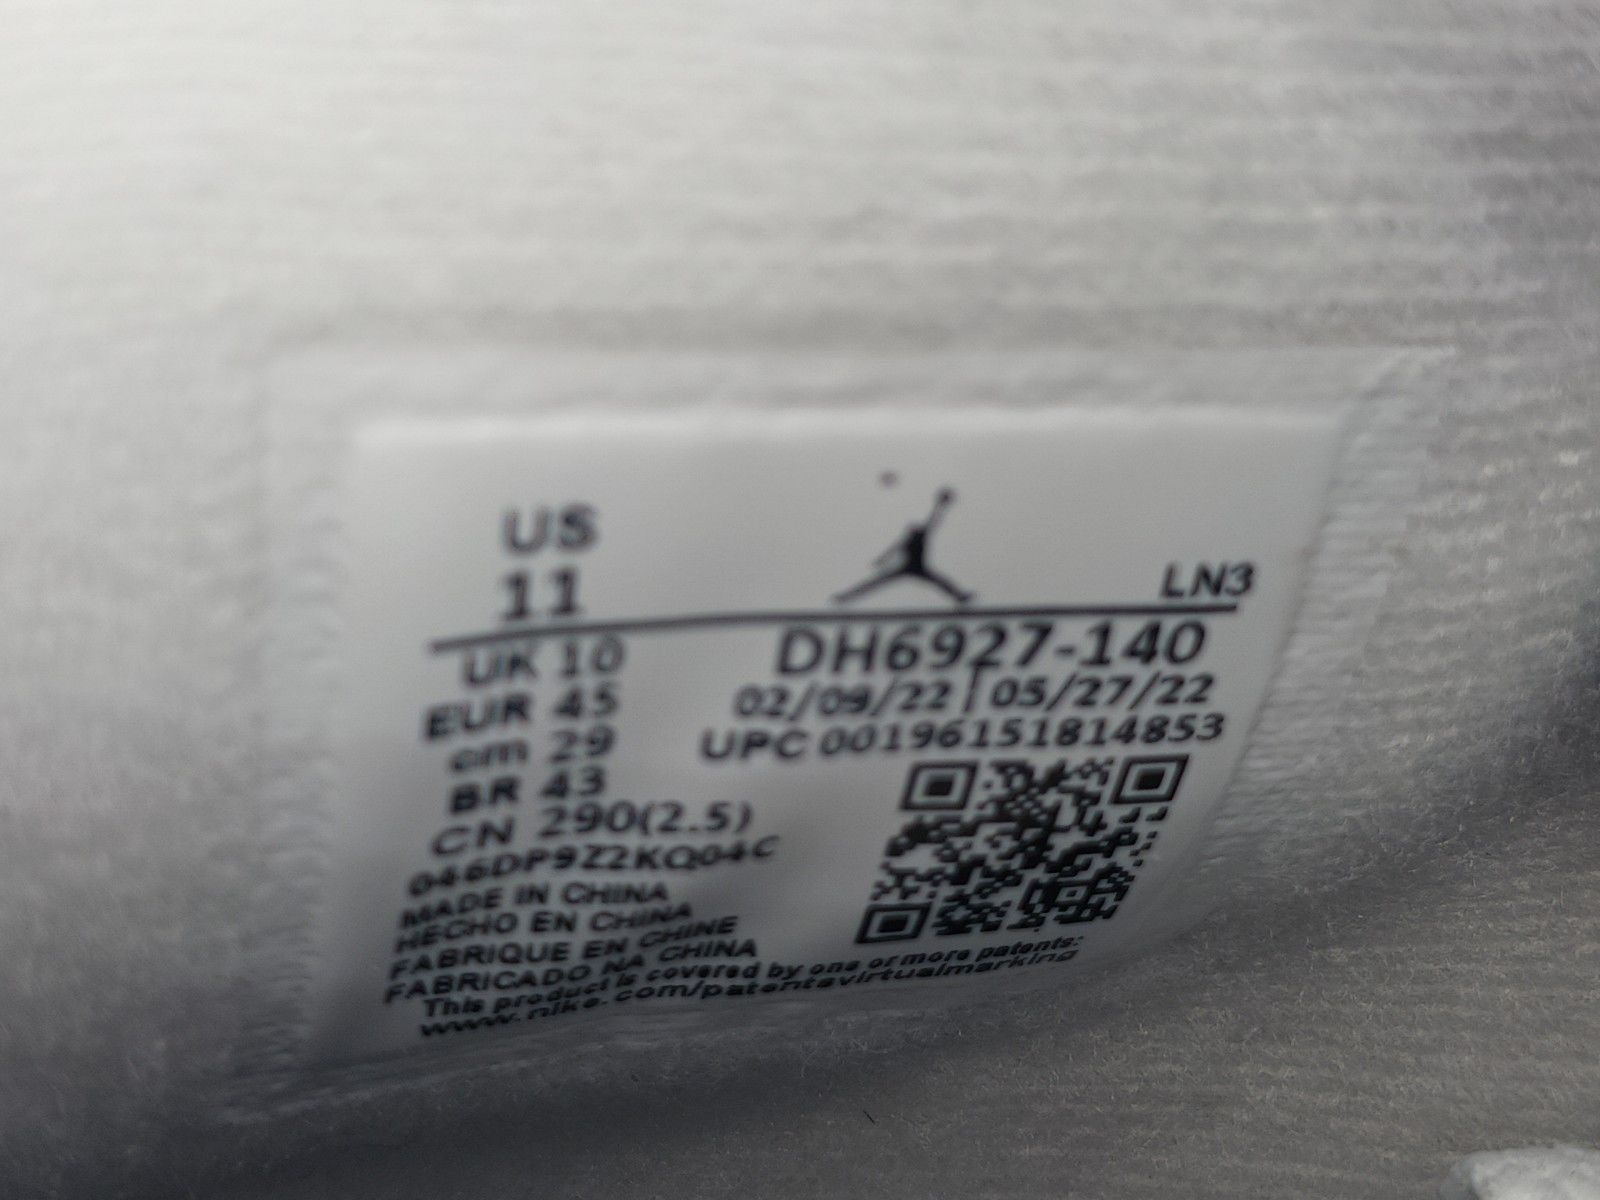 US
11
LN3
UK 10
EUR 45
cm 29
BR 43
CN 290(2.5)
DH6927-140
02/09/22 | 05/27/22
UPC 00196151814853
046DP9Z2KQ04C
MADE IN CHINA
HECHO EN CHINA
FABRIQUE EN CHINE
FABRICADO NA CHINA
This product is covered by one or more patents:
www.nike.com/patentsvirtualmarking